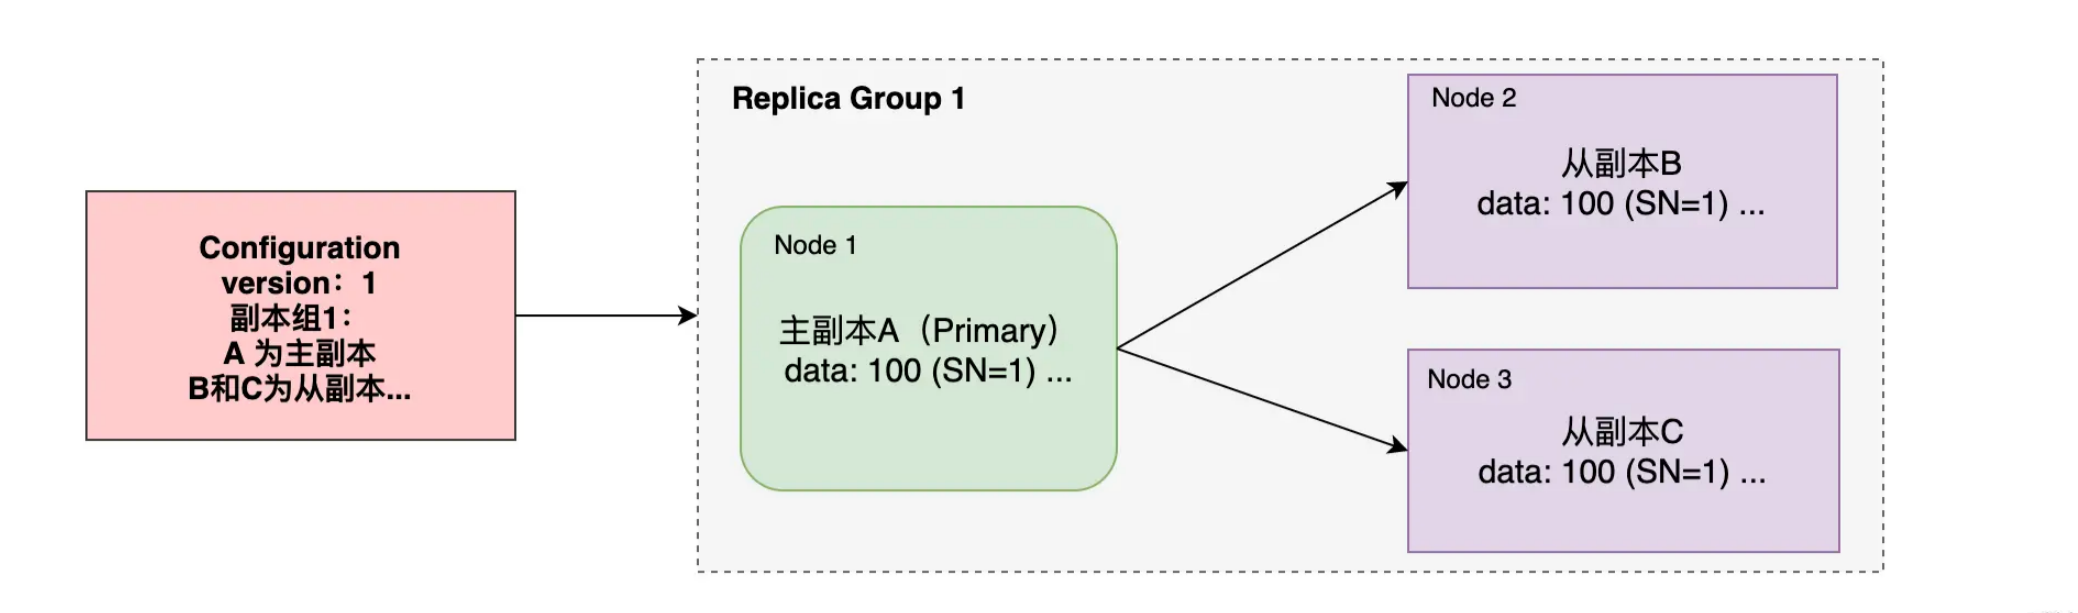 Configuration
version：1
副本组1：
A 为主副本
B和C为从副本...
Replica Group 1
Node 1
主副本A（Primary）
data: 100 (SN=1) ...
Node 2
从副本B
data: 100 (SN=1) ...
Node 3
从副本C
data: 100 (SN=1) ...